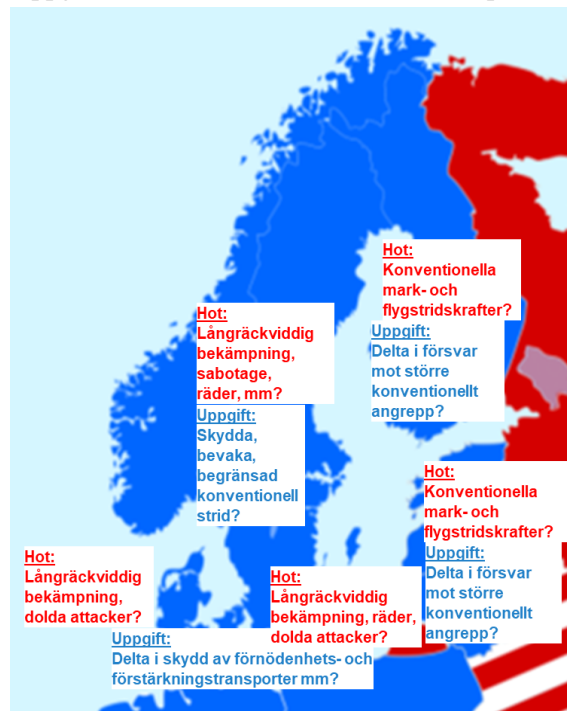 Hot:
Konventionella
mark- och
flygstridskrafter?
Uppgift:
Delta i försvar
mot större
konventionellt
angrepp?
Hot:
Långräckviddig
bekämpning,
sabotage,
räder, mm?
Uppgift:
Skydda,
bevaka,
begränsad
konventionell
strid?
Hot:
Konventionella
mark- och
flygstridskrafter?
Uppgift:
Delta i försvar
mot större
konventionellt
angrepp?
Hot:
Långräckviddig
bekämpning,
dolda attacker?
Hot:
Långräckviddig
bekämpning, räder,
dolda attacker?
Uppgift:
Delta i skydd av förnödenhets- och
förstärkningstransporter mm?